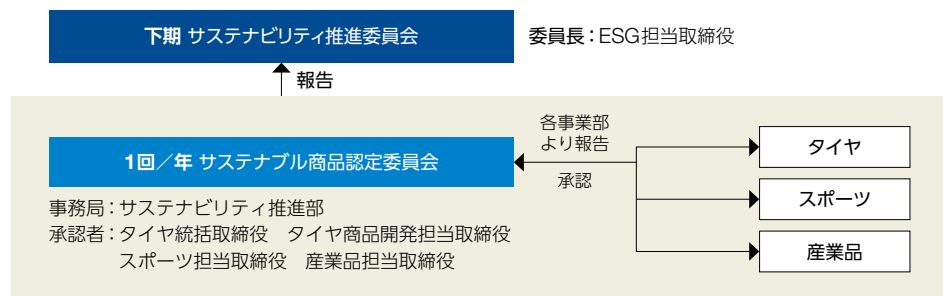 下期 サステナビリティ推進委員会
委員長：ESG担当取締役
報告
1回／年 サステナブル商品認定委員会
各事業部
より報告
承認
タイヤ
スポーツ
産業品
事務局：サステナビリティ推進部
承認者：タイヤ統括取締役　タイヤ商品開発担当取締役
スポーツ担当取締役　産業品担当取締役